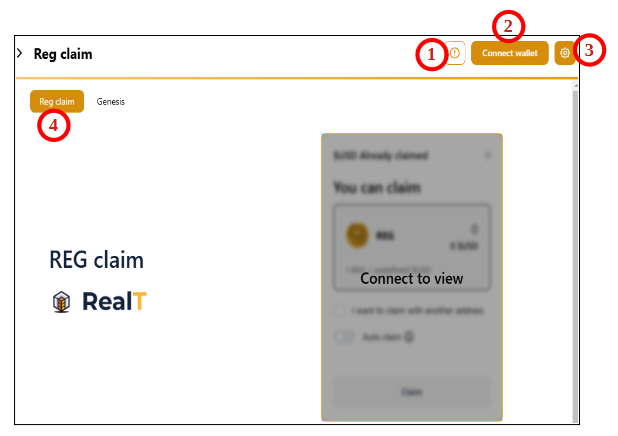 2
1
3
Reg claim
Connect wallet
Reg claim
Genesis
4
$USD Already claimed
0
You can claim
REG
0
0 $USD
Connect to view
I want to claim with another address
Auto claim
Claim
REG claim
RealT